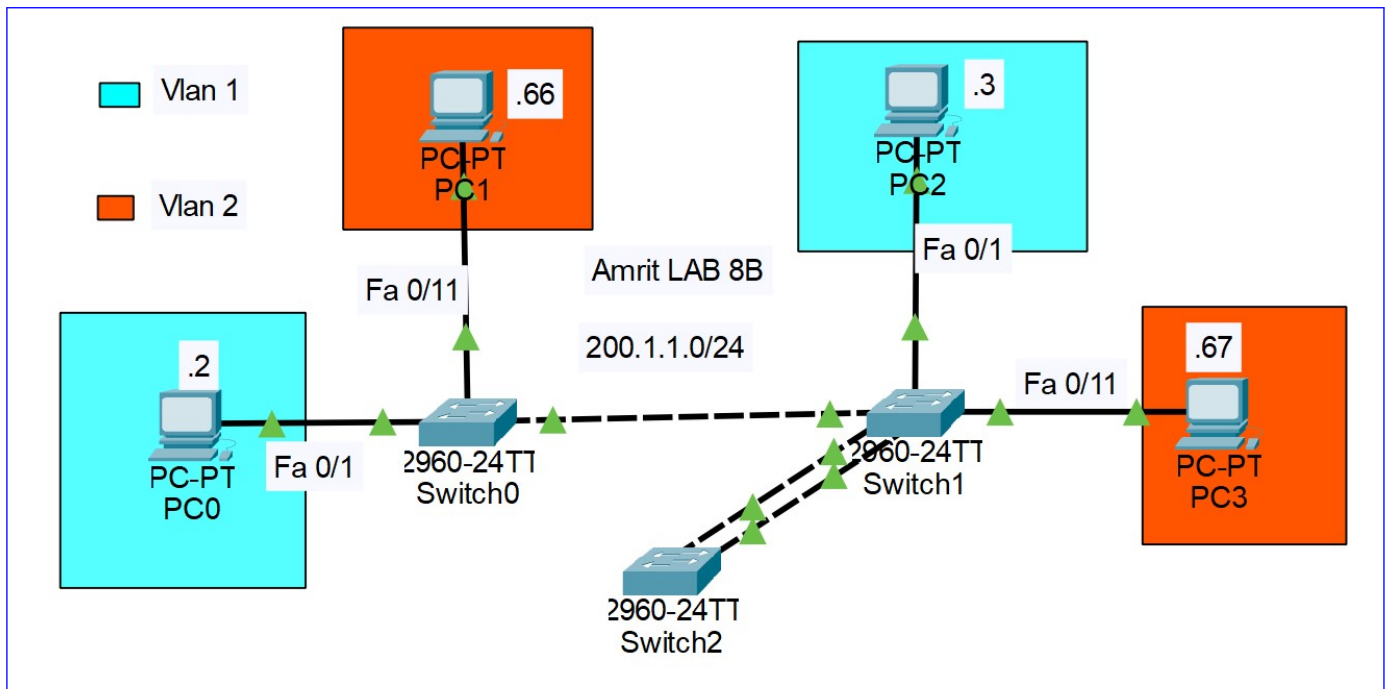 Vlan 1
Vlan 2
.66
PC-PT
PC1
.3
PC-PT
PC2
Fa 0/1
Fa 0/11
Amrit LAB 8B
200.1.1.0/24
.2
PC-PT
PC0
Fa 0/1
2960-24TT
Switch0
2960-24TT
Switch1
Fa 0/11
.67
PC-PT
PC3
2960-24TT
Switch2